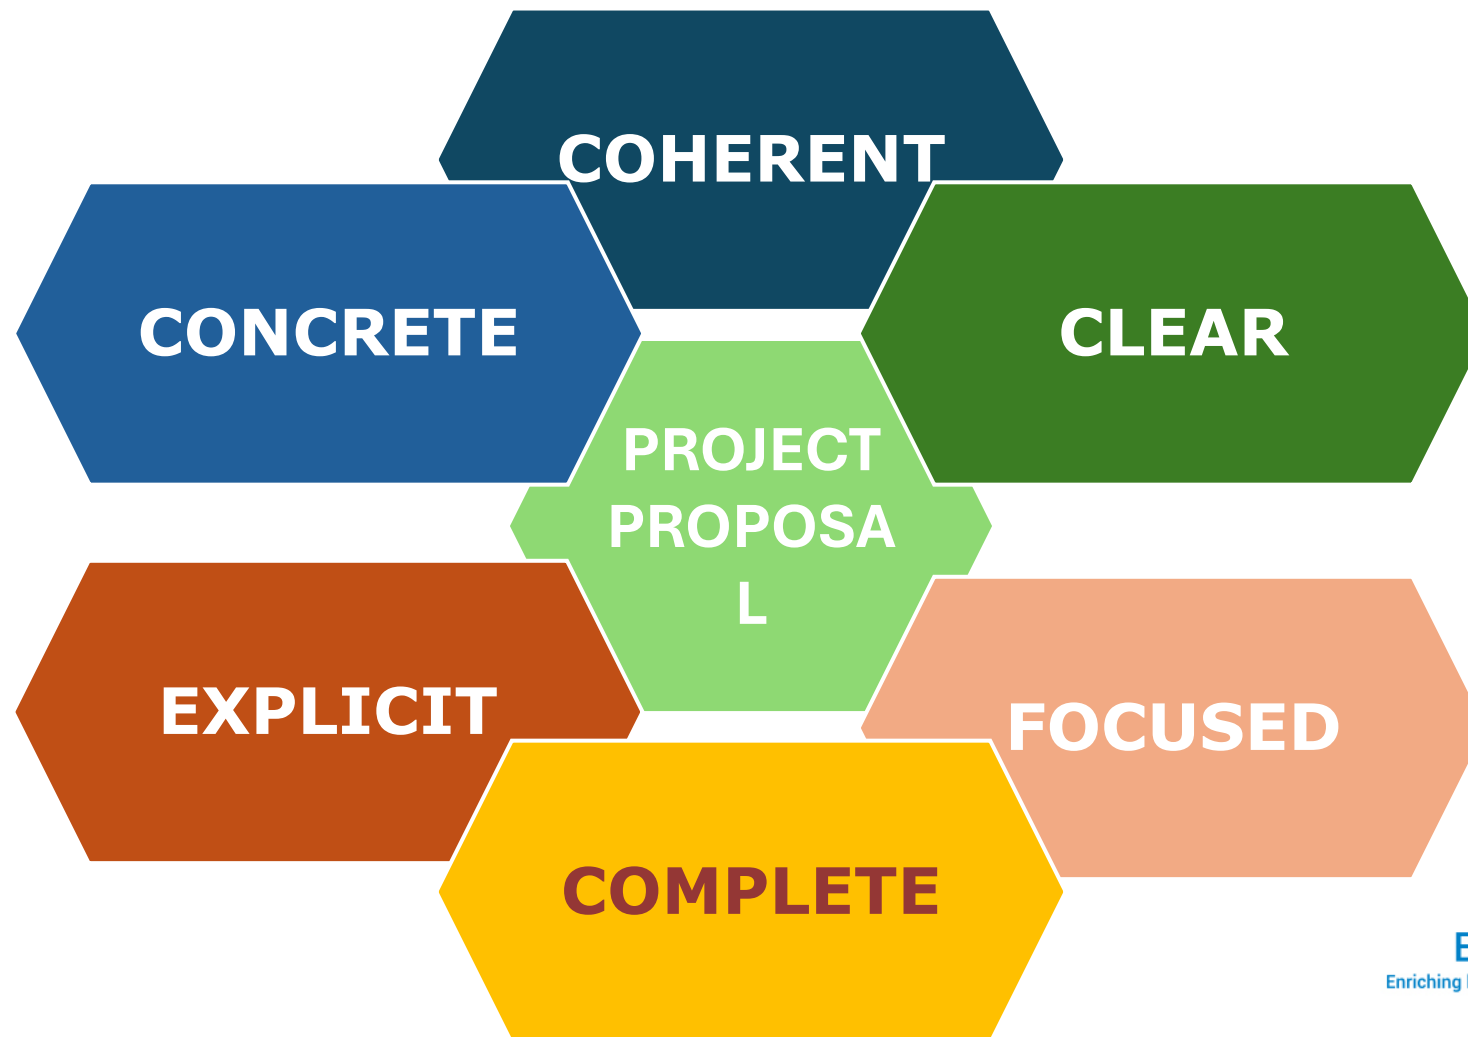 COHERENT
CONCRETE
CLEAR
PROJECT
PROPOSA
L
EXPLICIT
FOCUSED
COMPLETE
Enriching